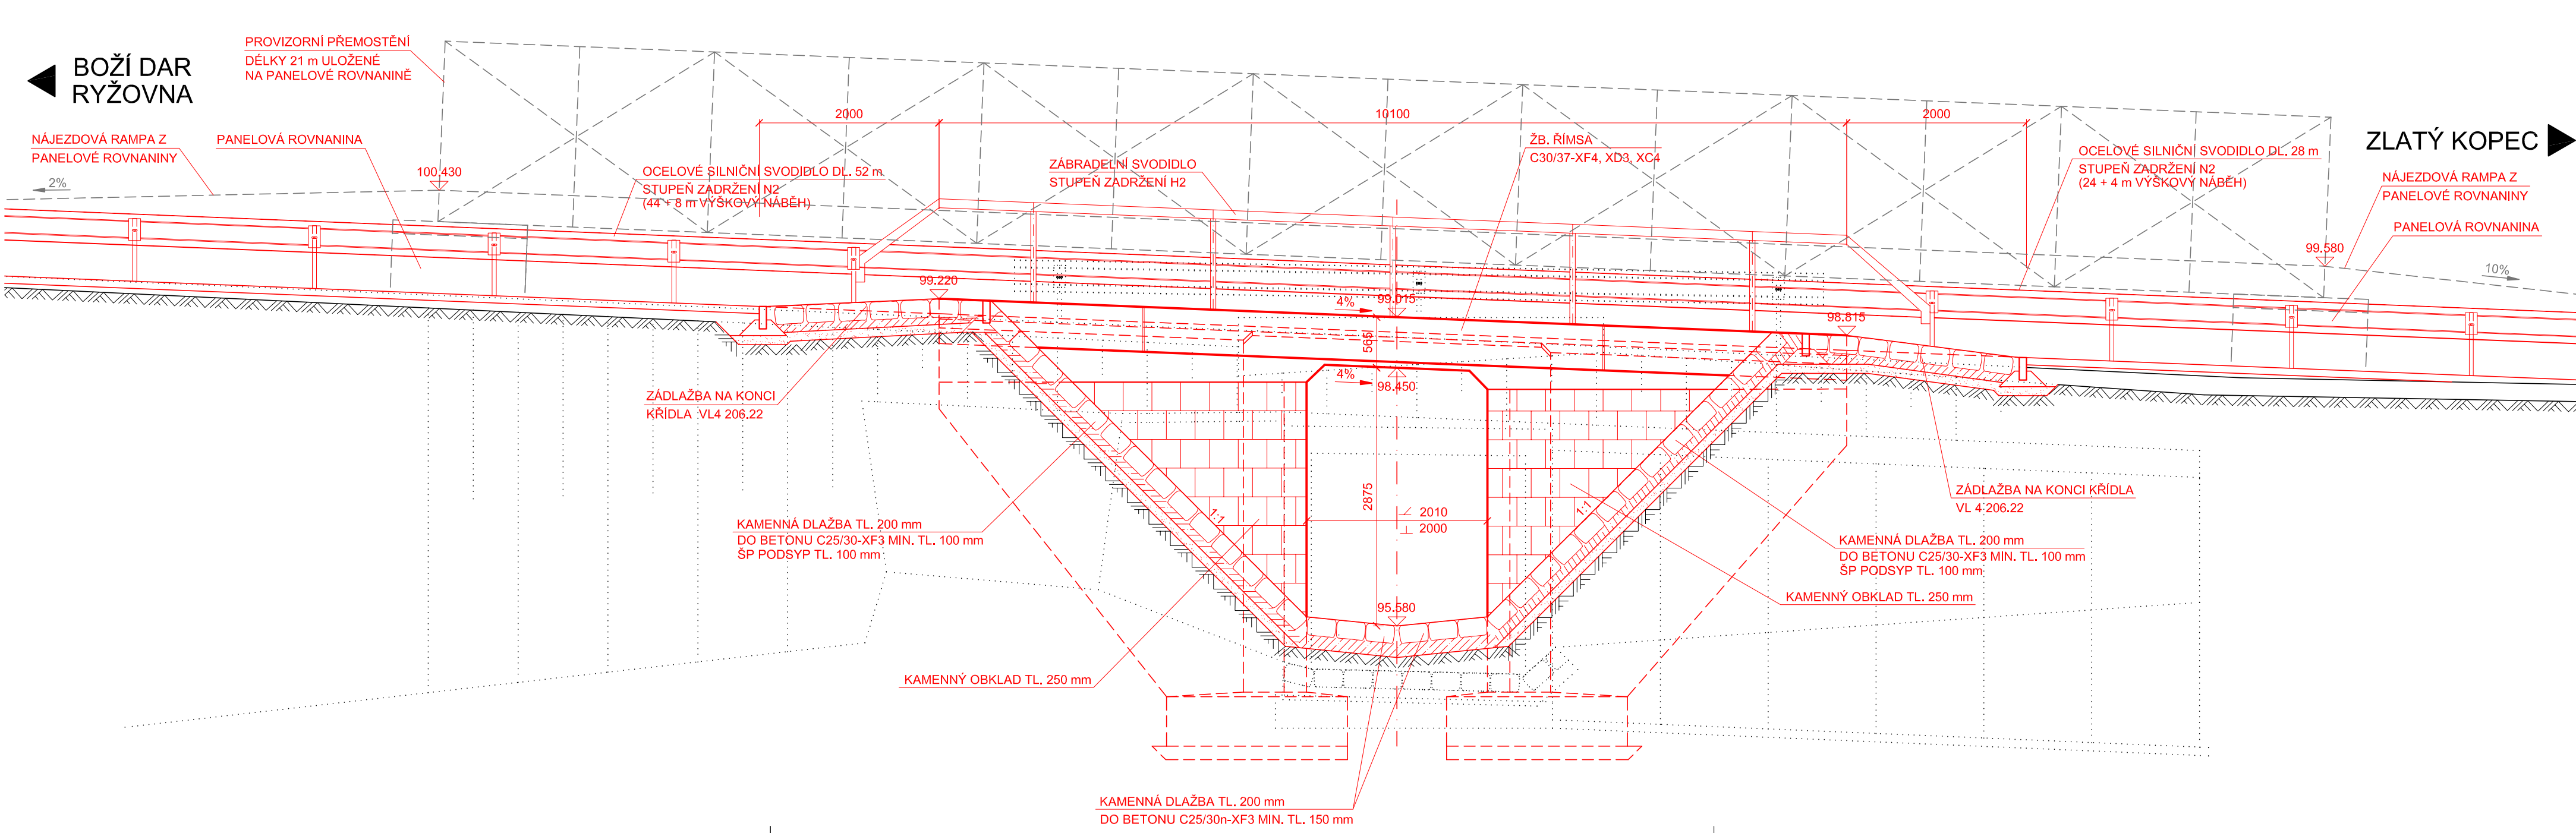 PROVIZORNÍ PŘEMOSTĚNÍ
DÉLKY 21 m ULOŽENÉ
NA PANELOVÉ ROVNANINĚ
BOŽÍ DAR
RYŽOVNA
NÁJEZDOVÁ RAMPA Z
PANELOVÉ ROVNANINY
PANELOVÁ ROVNANINA
2%
100.430
OCELOVÉ SILNIČNÍ SVODIDLO DL. 52 m
STUPEŇ ZADRŽENÍ N2
(44 + 8 m VÝŠKOVÝ NÁBĚH)
2000
10100
2000
ZÁBRADELNÍ SVODIDLO
STUPEŇ ZADRŽENÍ H2
ŽB. ŘÍMSA
C30/37-XF4, XD3, XC4
OCELOVÉ SILNIČNÍ SVODIDLO DL. 28 m
STUPEŇ ZADRŽENÍ N2
(24 + 4 m VÝŠKOVÝ NÁBĚH)
ZLATÝ KOPEC
NÁJEZDOVÁ RAMPA Z
PANELOVÉ ROVNANINY
PANELOVÁ ROVNANINA
99.580
10%
99.220
4%
99.015
98.815
565
4%
98.450
ZÁDLAŽBA NA KONCI
KŘÍDLA VL4 206.22
2875
2010
2000
1:1
1:1
ZÁDLAŽBA NA KONCI KŘÍDLA
VL 4 206.22
KAMENNÁ DLAŽBA TL. 200 mm
DO BETONU C25/30-XF3 MIN. TL. 100 mm
ŠP PODSYP TL. 100 mm
KAMENNÁ DLAŽBA TL. 200 mm
DO BETONU C25/30-XF3 MIN. TL. 100 mm
ŠP PODSYP TL. 100 mm
KAMENNÝ OBKLAD TL. 250 mm
95.580
KAMENNÝ OBKLAD TL. 250 mm
KAMENNÁ DLAŽBA TL. 200 mm
DO BETONU C25/30n-XF3 MIN. TL. 150 mm